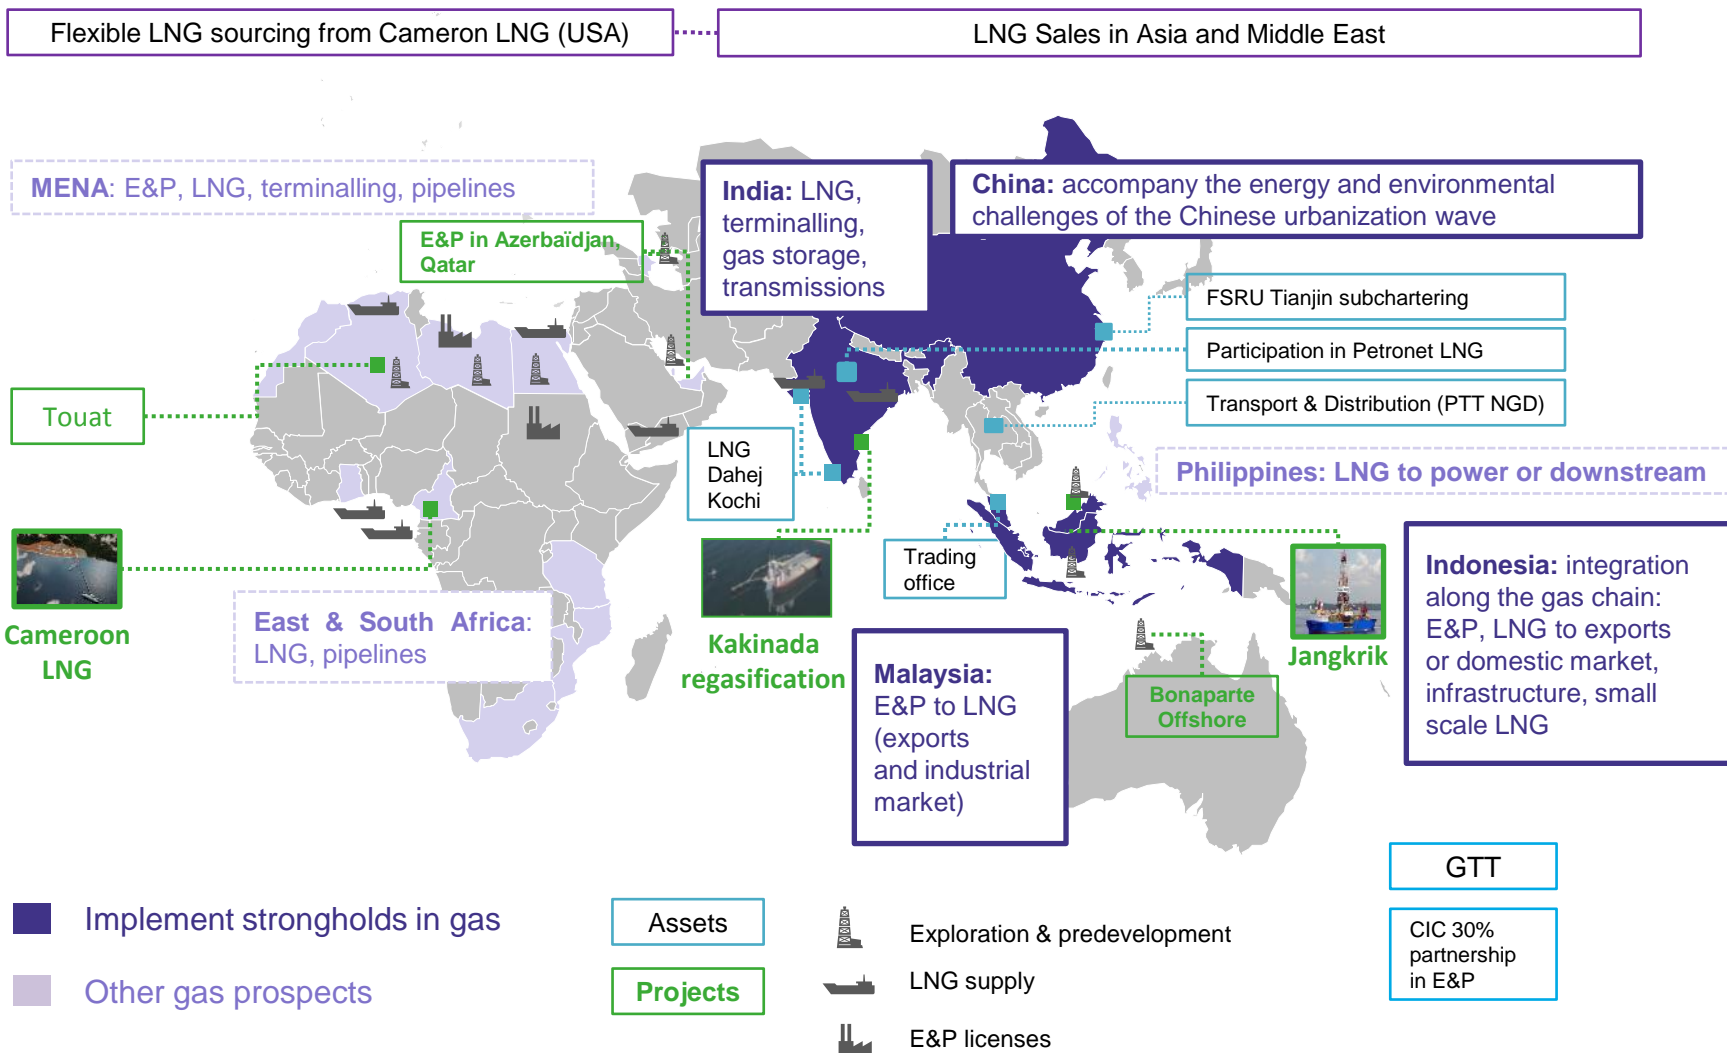 Flexible LNG sourcing from Cameron LNG (USA)
LNG Sales in Asia and Middle East
MENA: E&P, LNG, terminalling, pipelines
E&P in Azerbaïdjan,
Qatar
India: LNG,
terminalling,
gas storage,
transmissions
China: accompany the energy and environmental
challenges of the Chinese urbanization wave
FSRU Tianjin subchartering
Participation in Petronet LNG
Transport & Distribution (PTT NGD)
Touat
LNG
Dahej
Kochi
Philippines: LNG to power or downstream
Trading
office
Cameroon
LNG
East & South Africa:
LNG, pipelines
Kakinada
regasification
Malaysia:
E&P to LNG
(exports
and industrial
market)
Bonaparte
Offshore
Jangkrik
Indonesia: integration
along the gas chain:
E&P, LNG to exports
or domestic market,
infrastructure, small
scale LNG
GTT
CIC 30%
partnership
in E&P
Implement strongholds in gas
Other gas prospects
Assets
Projects
Exploration & predevelopment
LNG supply
E&P licenses